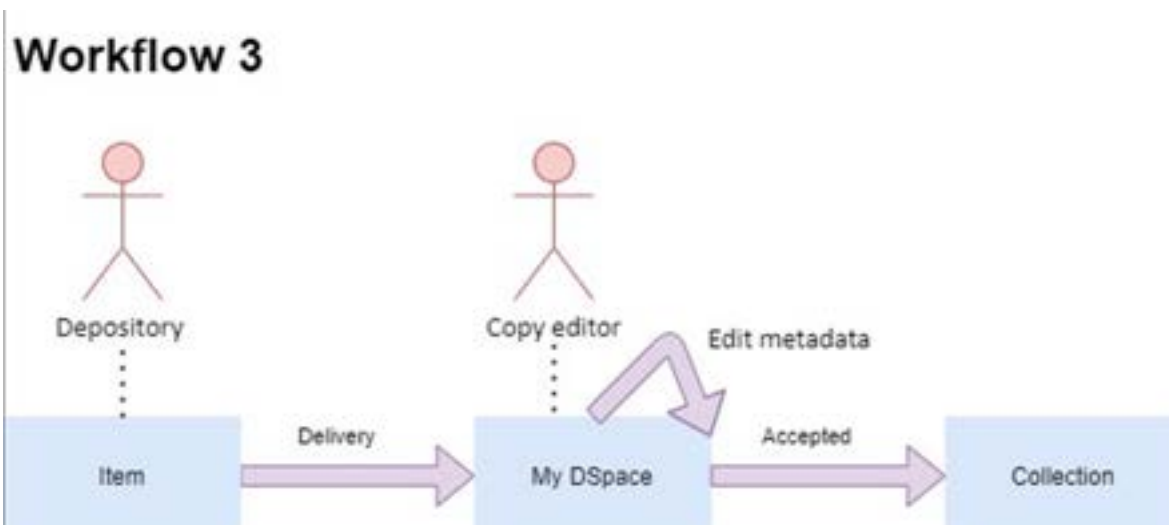 Workflow 3
Depository
Copy editor
Edit metadata
Delivery
Accepted
Item
My DSpace
Collection